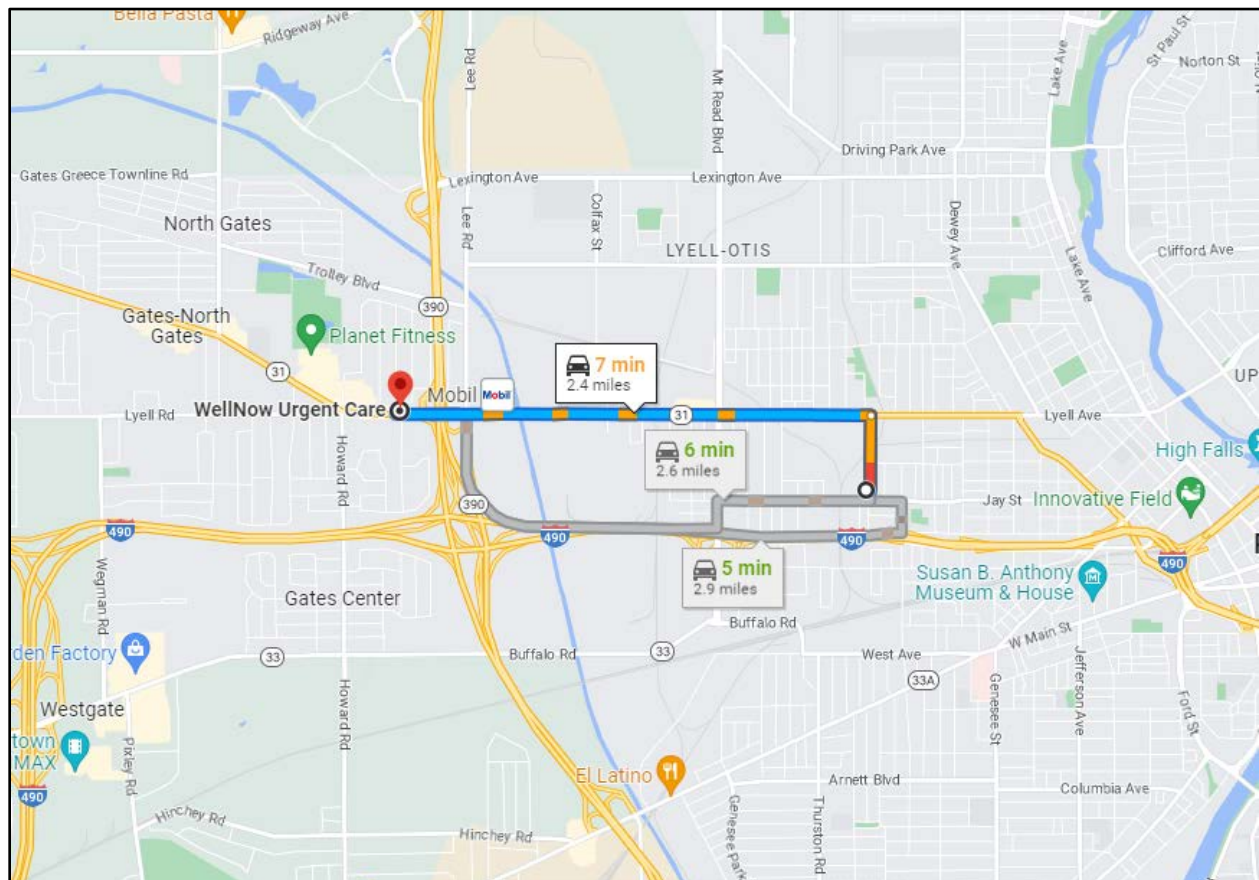 Bella Pasta
Ridgeway Ave
Lee Rd
Mt Read Blvd
Lake Ave
St Paul St
Norton St
Driving Park Ave
Gates Greece Townline Rd
Lexington Ave
Lexington Ave
North Gates
Lee Rd
Colfax St
Dewey Ave
LYELL-OTIS
Clifford Ave
Trolley Blvd
Lake Ave
390
Gates-North
Gates
Planet Fitness
31
7 min
2.4 miles
UP
Mobil
Mobil
WellNow Urgent Care
Lyell Rd
31
Lyell Ave
Howard Rd
6 min
2.6 miles
High Falls
390
Jay St
Innovative Field
490
490
490
490
Wegman Rd
5 min
2.9 miles
Susan B. Anthony
Museum & House
Gates Center
Buffalo Rd
W Main St
den Factory
33
Buffalo Rd
33
West Ave
33A
Howard Rd
Genesee St
Jefferson Ave
Ford St
Westgate
town
MAX
Pixley Rd
El Latino
490
Arnett Blvd
Columbia Ave
Hinchey Rd
Hinchey Rd
Genesee Park
Thurston Rd